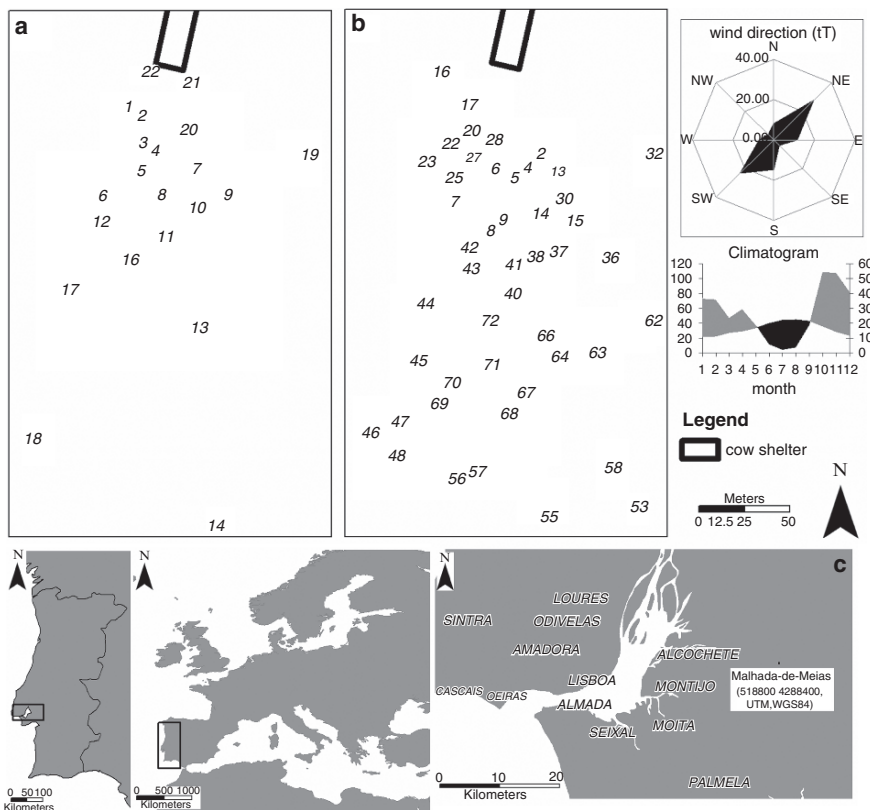 a
22
21
1
2
20
3
4
19
5
7
6
8
9
10
12
11
16
17
13
18
14
b
16
17
20
28
22
2
32
23
27
6
4
13
25
5
7
30
14
9
15
8
42
38
37
36
43
41
40
44
72
62
66
45
71
64
63
70
67
69
68
47
46
48
56
57
58
55
53
wind direction (tT)
N
40.00
NW
NE
20.00
W
0.00
E
SW
SE
S
Climatogram
120
60
100
50
80
40
60
30
40
20
20
10
0
0
1 2 3 4 5 6 7 8 9 10 11 12
month
Legend
cow shelter
N
Meters
0 12.5 25 50
N
0 50 100
Kilometers
N
0 500 1000
Kilometers
N
c
LOURES
SINTRA
ODIVELAS
AMADORA
ALCOCHETE
LISBOA
Malhada-de-Meias
(518800 4288400,
UTM,WGS84)
CASCAIS
OEIRAS
MONTIJO
ALMADA
MOITA
SEIXAL
PALMELA
0 10 20
Kilometers